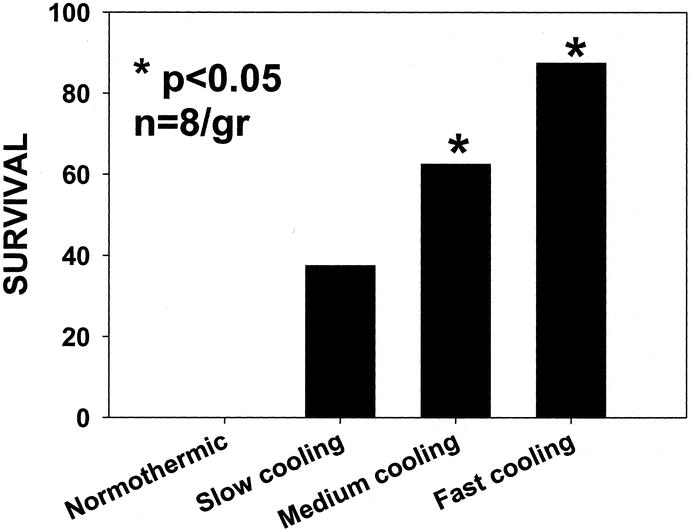 100
80
60
40
20
0
SURVIVAL
* p<0.05
n=8/gr
*
*
Normothermic
Slow cooling
Medium cooling
Fast cooling